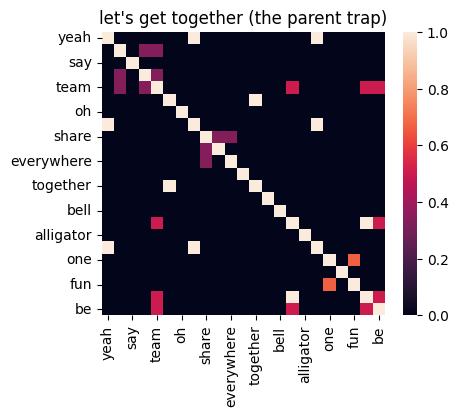 let's get together (the parent trap)
yeah
say
team
oh
share
everywhere
together
bell
alligator
one
fun
be
1.0
0.8
0.6
0.4
0.2
0.0
yeah
say
team
oh
share
everywhere
together
bell
alligator
one
fun
be